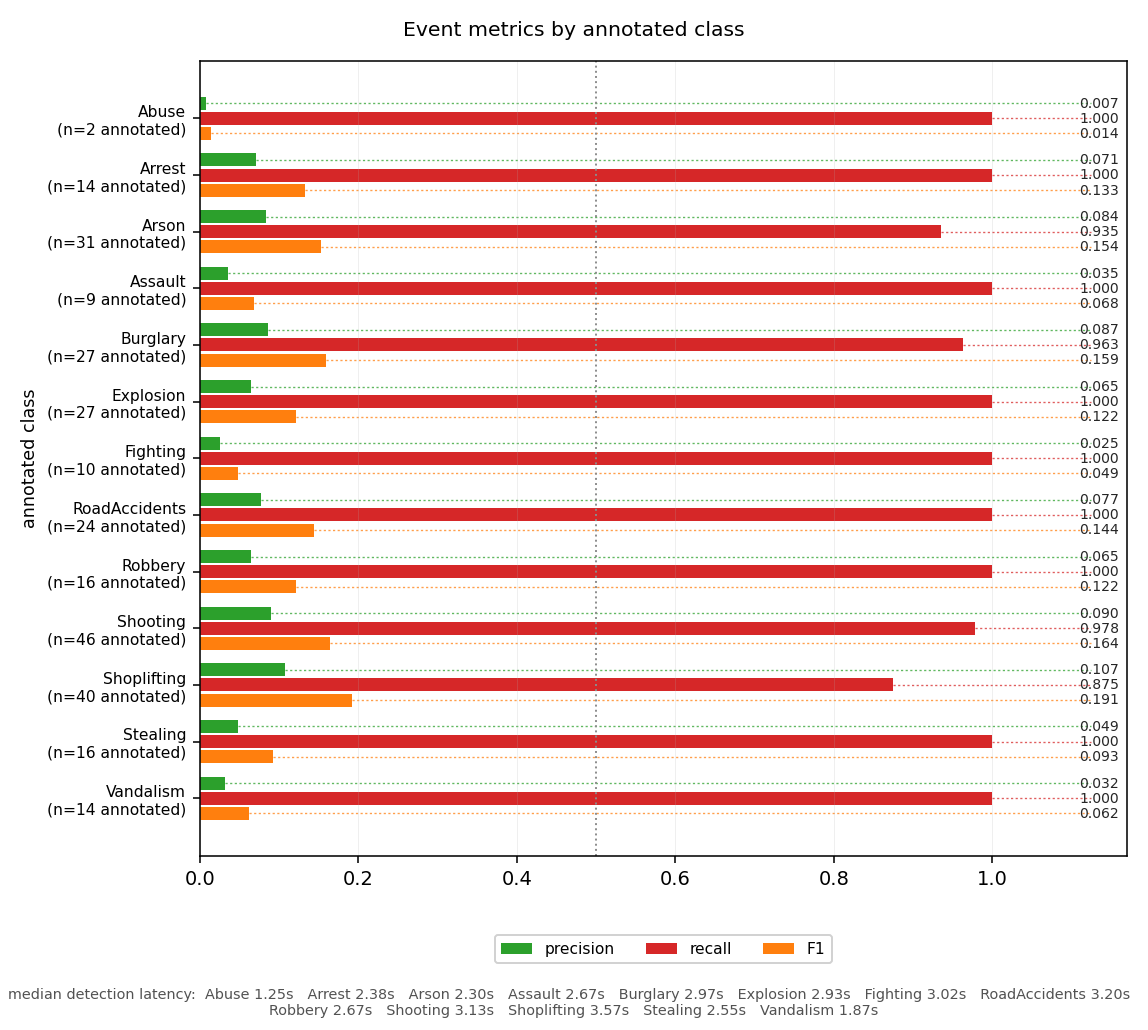 Event metrics by annotated class
annotated class
Abuse
(n=2 annotated)
0.007
1.000
0.014
Arrest
(n=14 annotated)
0.071
1.000
0.133
Arson
(n=31 annotated)
0.084
0.935
0.154
Assault
(n=9 annotated)
0.035
1.000
0.068
Burglary
(n=27 annotated)
0.087
0.963
0.159
Explosion
(n=27 annotated)
0.065
1.000
0.122
Fighting
(n=10 annotated)
0.025
1.000
0.049
RoadAccidents
(n=24 annotated)
0.077
1.000
0.144
Robbery
(n=16 annotated)
0.065
1.000
0.122
Shooting
(n=46 annotated)
0.090
0.978
0.164
Shoplifting
(n=40 annotated)
0.107
0.875
0.191
Stealing
(n=16 annotated)
0.049
1.000
0.093
Vandalism
(n=14 annotated)
0.032
1.000
0.062
0.0 0.2 0.4 0.6 0.8 1.0
precision recall F1
median detection latency: Abuse 1.25s Arrest 2.38s Arson 2.30s Assault 2.67s Burglary 2.97s Explosion 2.93s Fighting 3.02s RoadAccidents 3.20s
Robbery 2.67s Shooting 3.13s Shoplifting 3.57s Stealing 2.55s Vandalism 1.87s